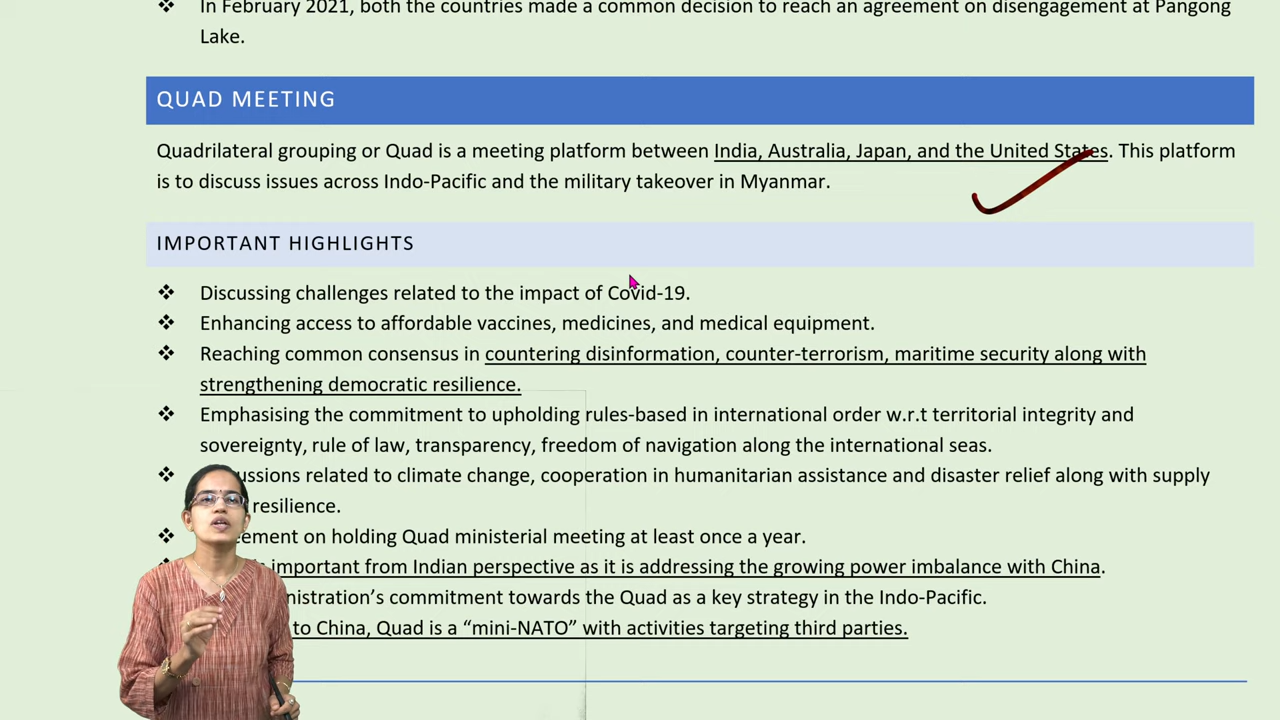 ❖ In February 2021, both the countries made a common decision to reach an agreement on disengagement at Pangong
Lake.
QUAD MEETING
Quadrilateral grouping or Quad is a meeting platform between India, Australia, Japan, and the United States. This platform
is to discuss issues across Indo-Pacific and the military takeover in Myanmar.
IMPORTANT HIGHLIGHTS
❖ Discussing challenges related to the impact of Covid-19.
❖ Enhancing access to affordable vaccines, medicines, and medical equipment.
❖ Reaching common consensus in countering disinformation, counter-terrorism, maritime security along with
strengthening democratic resilience.
❖ Emphasising the commitment to upholding rules-based in international order w.r.t territorial integrity and
sovereignty, rule of law, transparency, freedom of navigation along the international seas.
❖ ussions related to climate change, cooperation in humanitarian assistance and disaster relief along with supply
resilience.
ement on holding Quad ministerial meeting at least once a year.
important from Indian perspective as it is addressing the growing power imbalance with China.
nistration's commitment towards the Quad as a key strategy in the Indo-Pacific.
to China, Quad is a “mini-NATO” with activities targeting third parties.